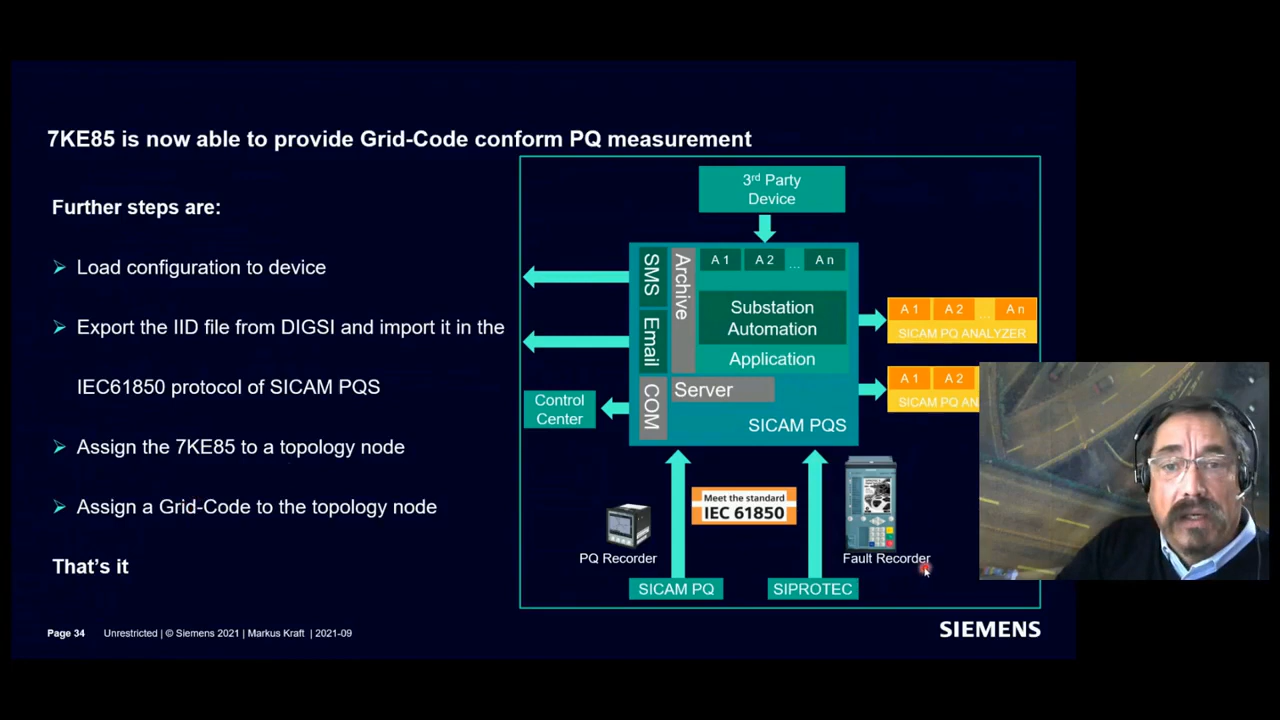 7KE85 is now able to provide Grid-Code conform PQ measurement
Further steps are:
Load configuration to device
Export the IID file from DIGSI and import it in the
IEC61850 protocol of SICAM PQS
Assign the 7KE85 to a topology node
Assign a Grid-Code to the topology node
That's it
3rd Party
Device
SMS
Archive
A 1
A 2
...
A n
Substation
Automation
Email
Application
COM
Server
SICAM PQS
Control
Center
A 1
A 2
...
A n
SICAM PQ ANALYZER
A 1
A 2
SICAM PQ AN
Meet the standard
IEC 61850
PQ Recorder
Fault Recorder
SICAM PQ
SIPROTEC
Page 34
Unrestricted | © Siemens 2021 | Markus Kraft | 2021-09
SIEMENS